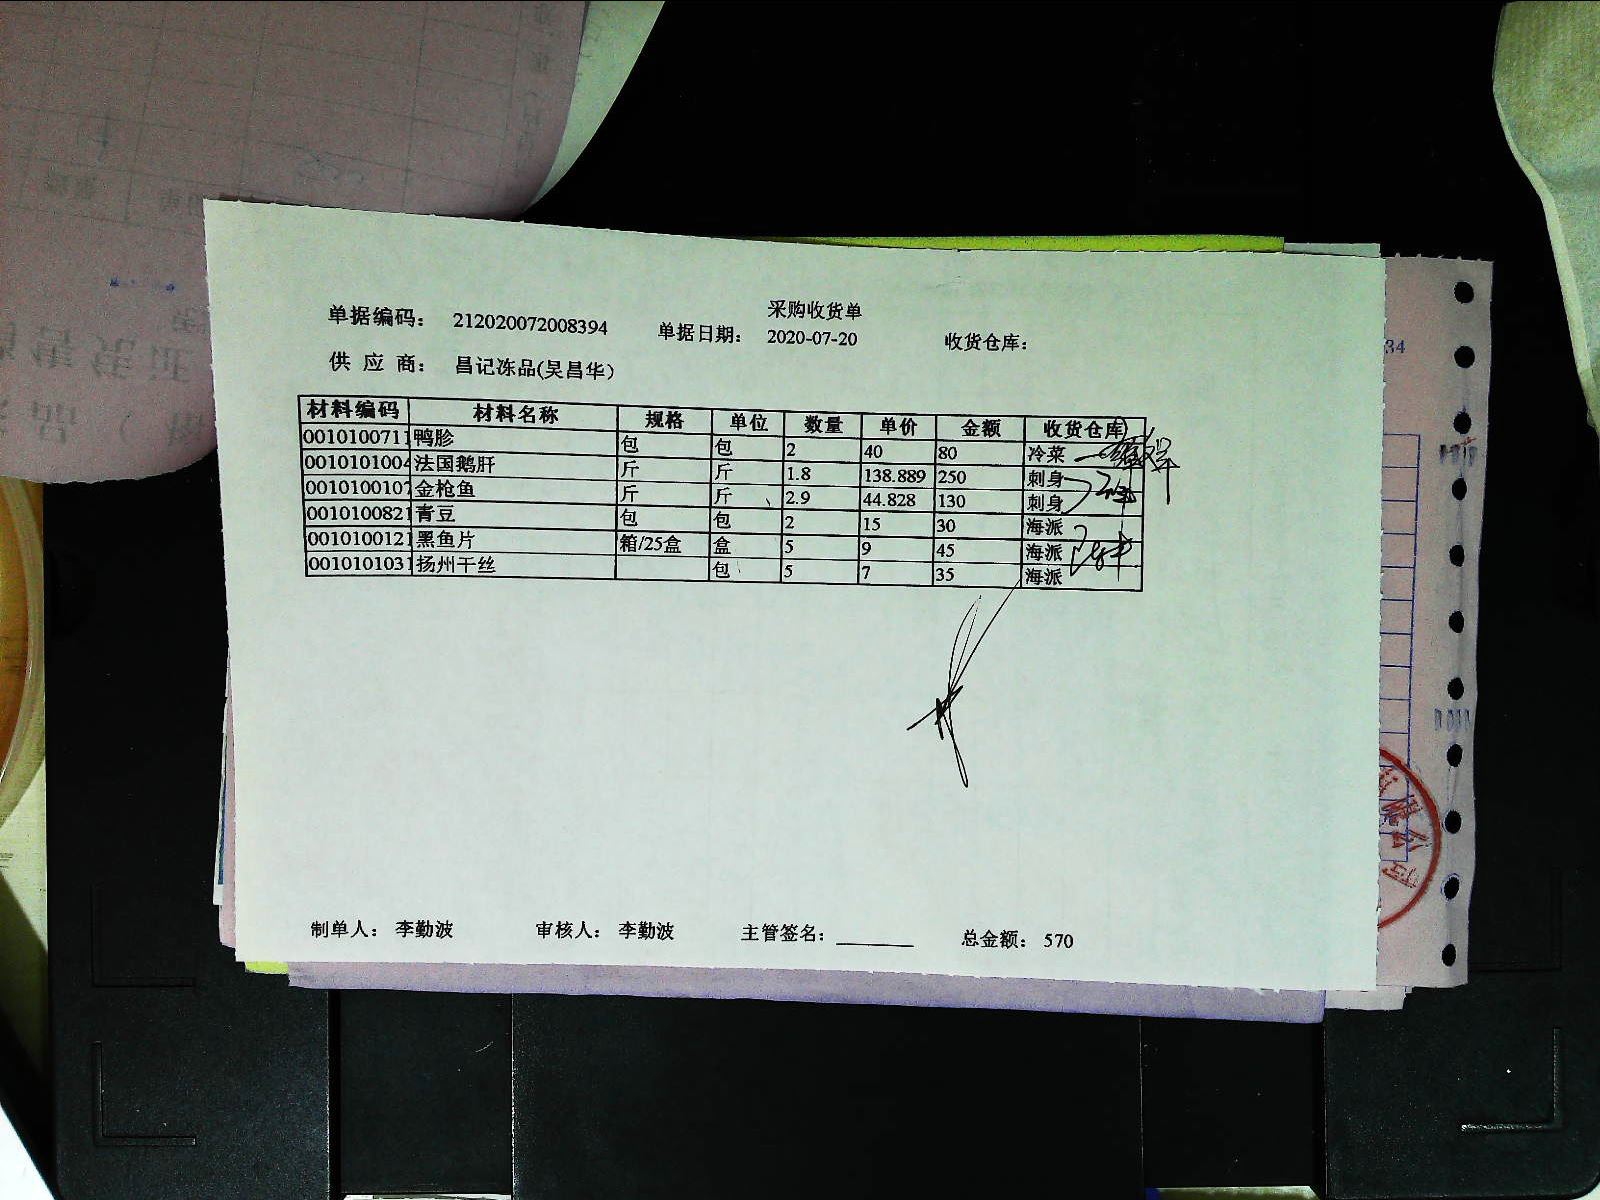 采购收货单
单据编码： 212020072008394 单据日期： 2020-07-20 收货仓库：
供 应 商： 昌记冻品(吴昌华）
材料编码 材料名称 规格 单位 数量 单价 金额 收货仓库
0010100711 鸭胗 包 包 2 40 80 冷菜
0010101004 法国鹅肝 斤 斤 1.8 138.889 250 刺身
0010100107 金枪鱼 斤 斤 2.9 44.828 130 刺身
0010100821 青豆 包 包 2 15 30 海派
0010100121 黑鱼片 箱/25盒 盒 5 9 45 海派
0010101031 扬州干丝 包 5 7 35 海派
制单人： 李勤波 审核人： 李勤波 主管签名： 总金额： 570
34